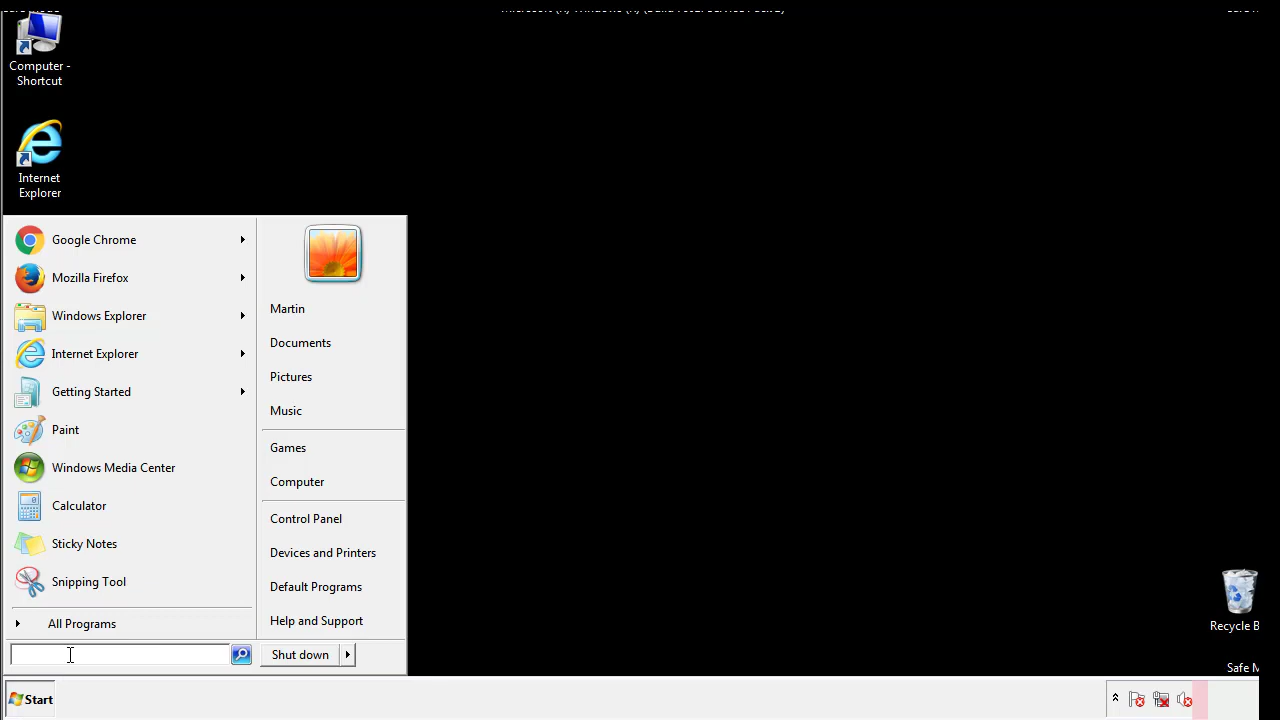 Computer -
Shortcut
Internet
Explorer
Google Chrome
Mozilla Firefox
Windows Explorer
Internet Explorer
Getting Started
Paint
Windows Media Center
Calculator
Sticky Notes
Snipping Tool
All Programs
Martin
Documents
Pictures
Music
Games
Computer
Control Panel
Devices and Printers
Default Programs
Help and Support
Shut down
Recycle B
Safe M
Start